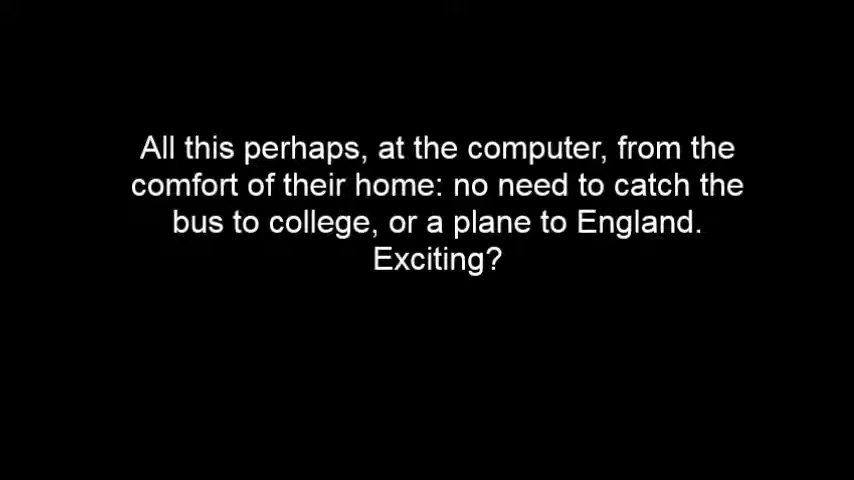 All this perhaps, at the computer, from the
comfort of their home: no need to catch the
bus to college, or a plane to England.
Exciting?